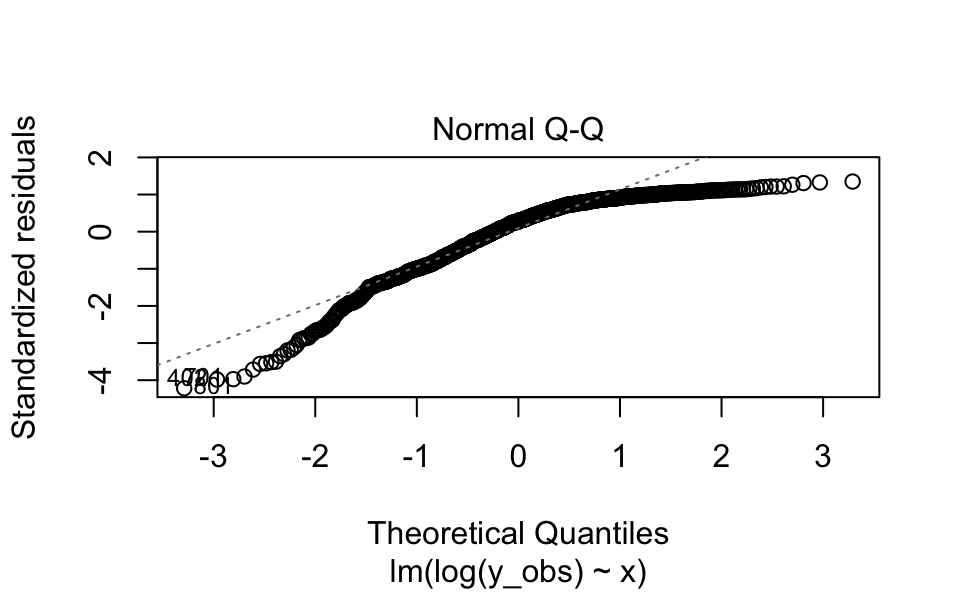 Normal Q-Q
Standardized residuals
2
0
-2
-4
-3
-2
-1
0
1
2
3
Theoretical Quantiles
lm(log(y_obs) ~ x)